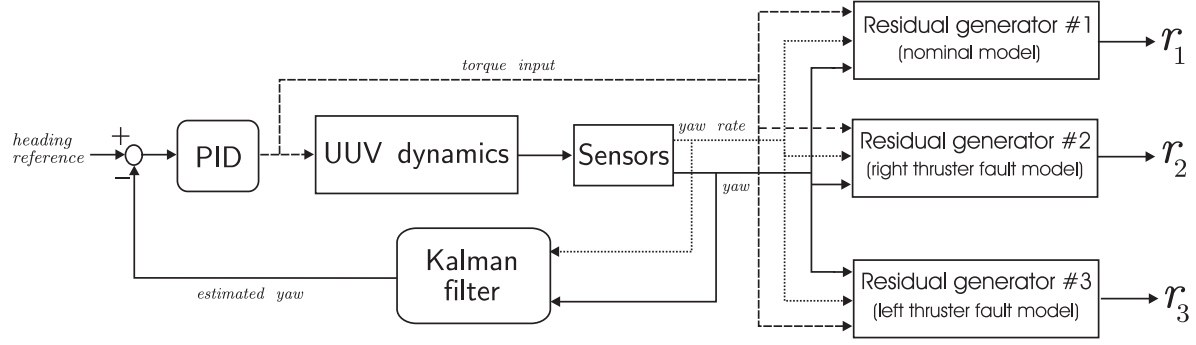 Residual generator #1
(nominal model)
r1
torque input
heading
reference
+
−
PID
UUV dynamics
Sensors
yaw rate
yaw
Residual generator #2
(right thruster fault model)
r2
Kalman
filter
estimated yaw
Residual generator #3
(left thruster fault model)
r3